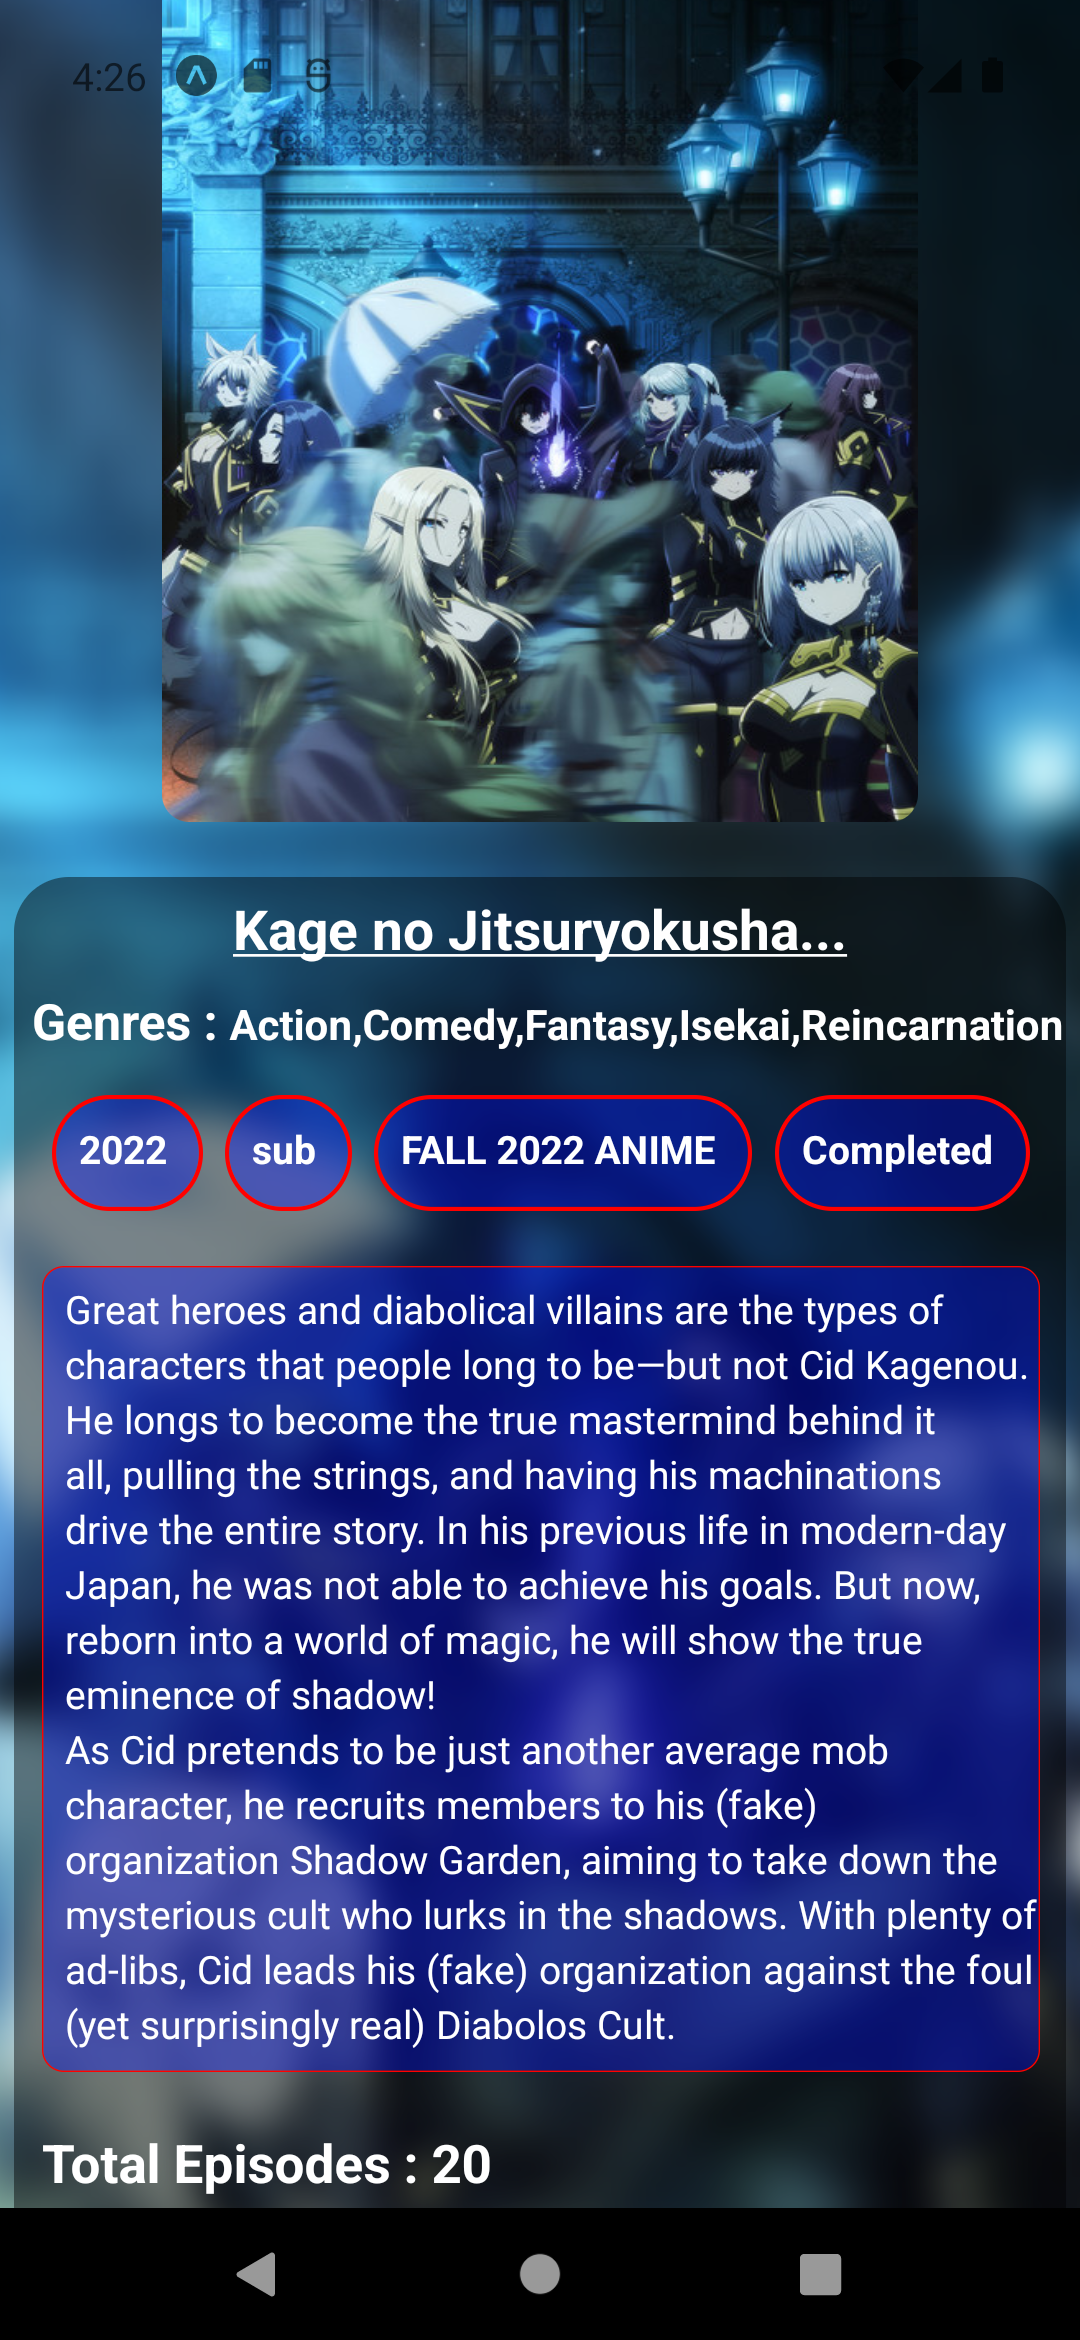 4:26
Kage no Jitsuryokusha...
Genres : Action,Comedy,Fantasy,Isekai,Reincarnation
2022 sub FALL 2022 ANIME Completed
Great heroes and diabolical villains are the types of
characters that people long to be—but not Cid Kagenou.
He longs to become the true mastermind behind it
all, pulling the strings, and having his machinations
drive the entire story. In his previous life in modern-day
Japan, he was not able to achieve his goals. But now,
reborn into a world of magic, he will show the true
eminence of shadow!
As Cid pretends to be just another average mob
character, he recruits members to his (fake)
organization Shadow Garden, aiming to take down the
mysterious cult who lurks in the shadows. With plenty of
ad-libs, Cid leads his (fake) organization against the foul
(yet surprisingly real) Diabolos Cult.
Total Episodes : 20